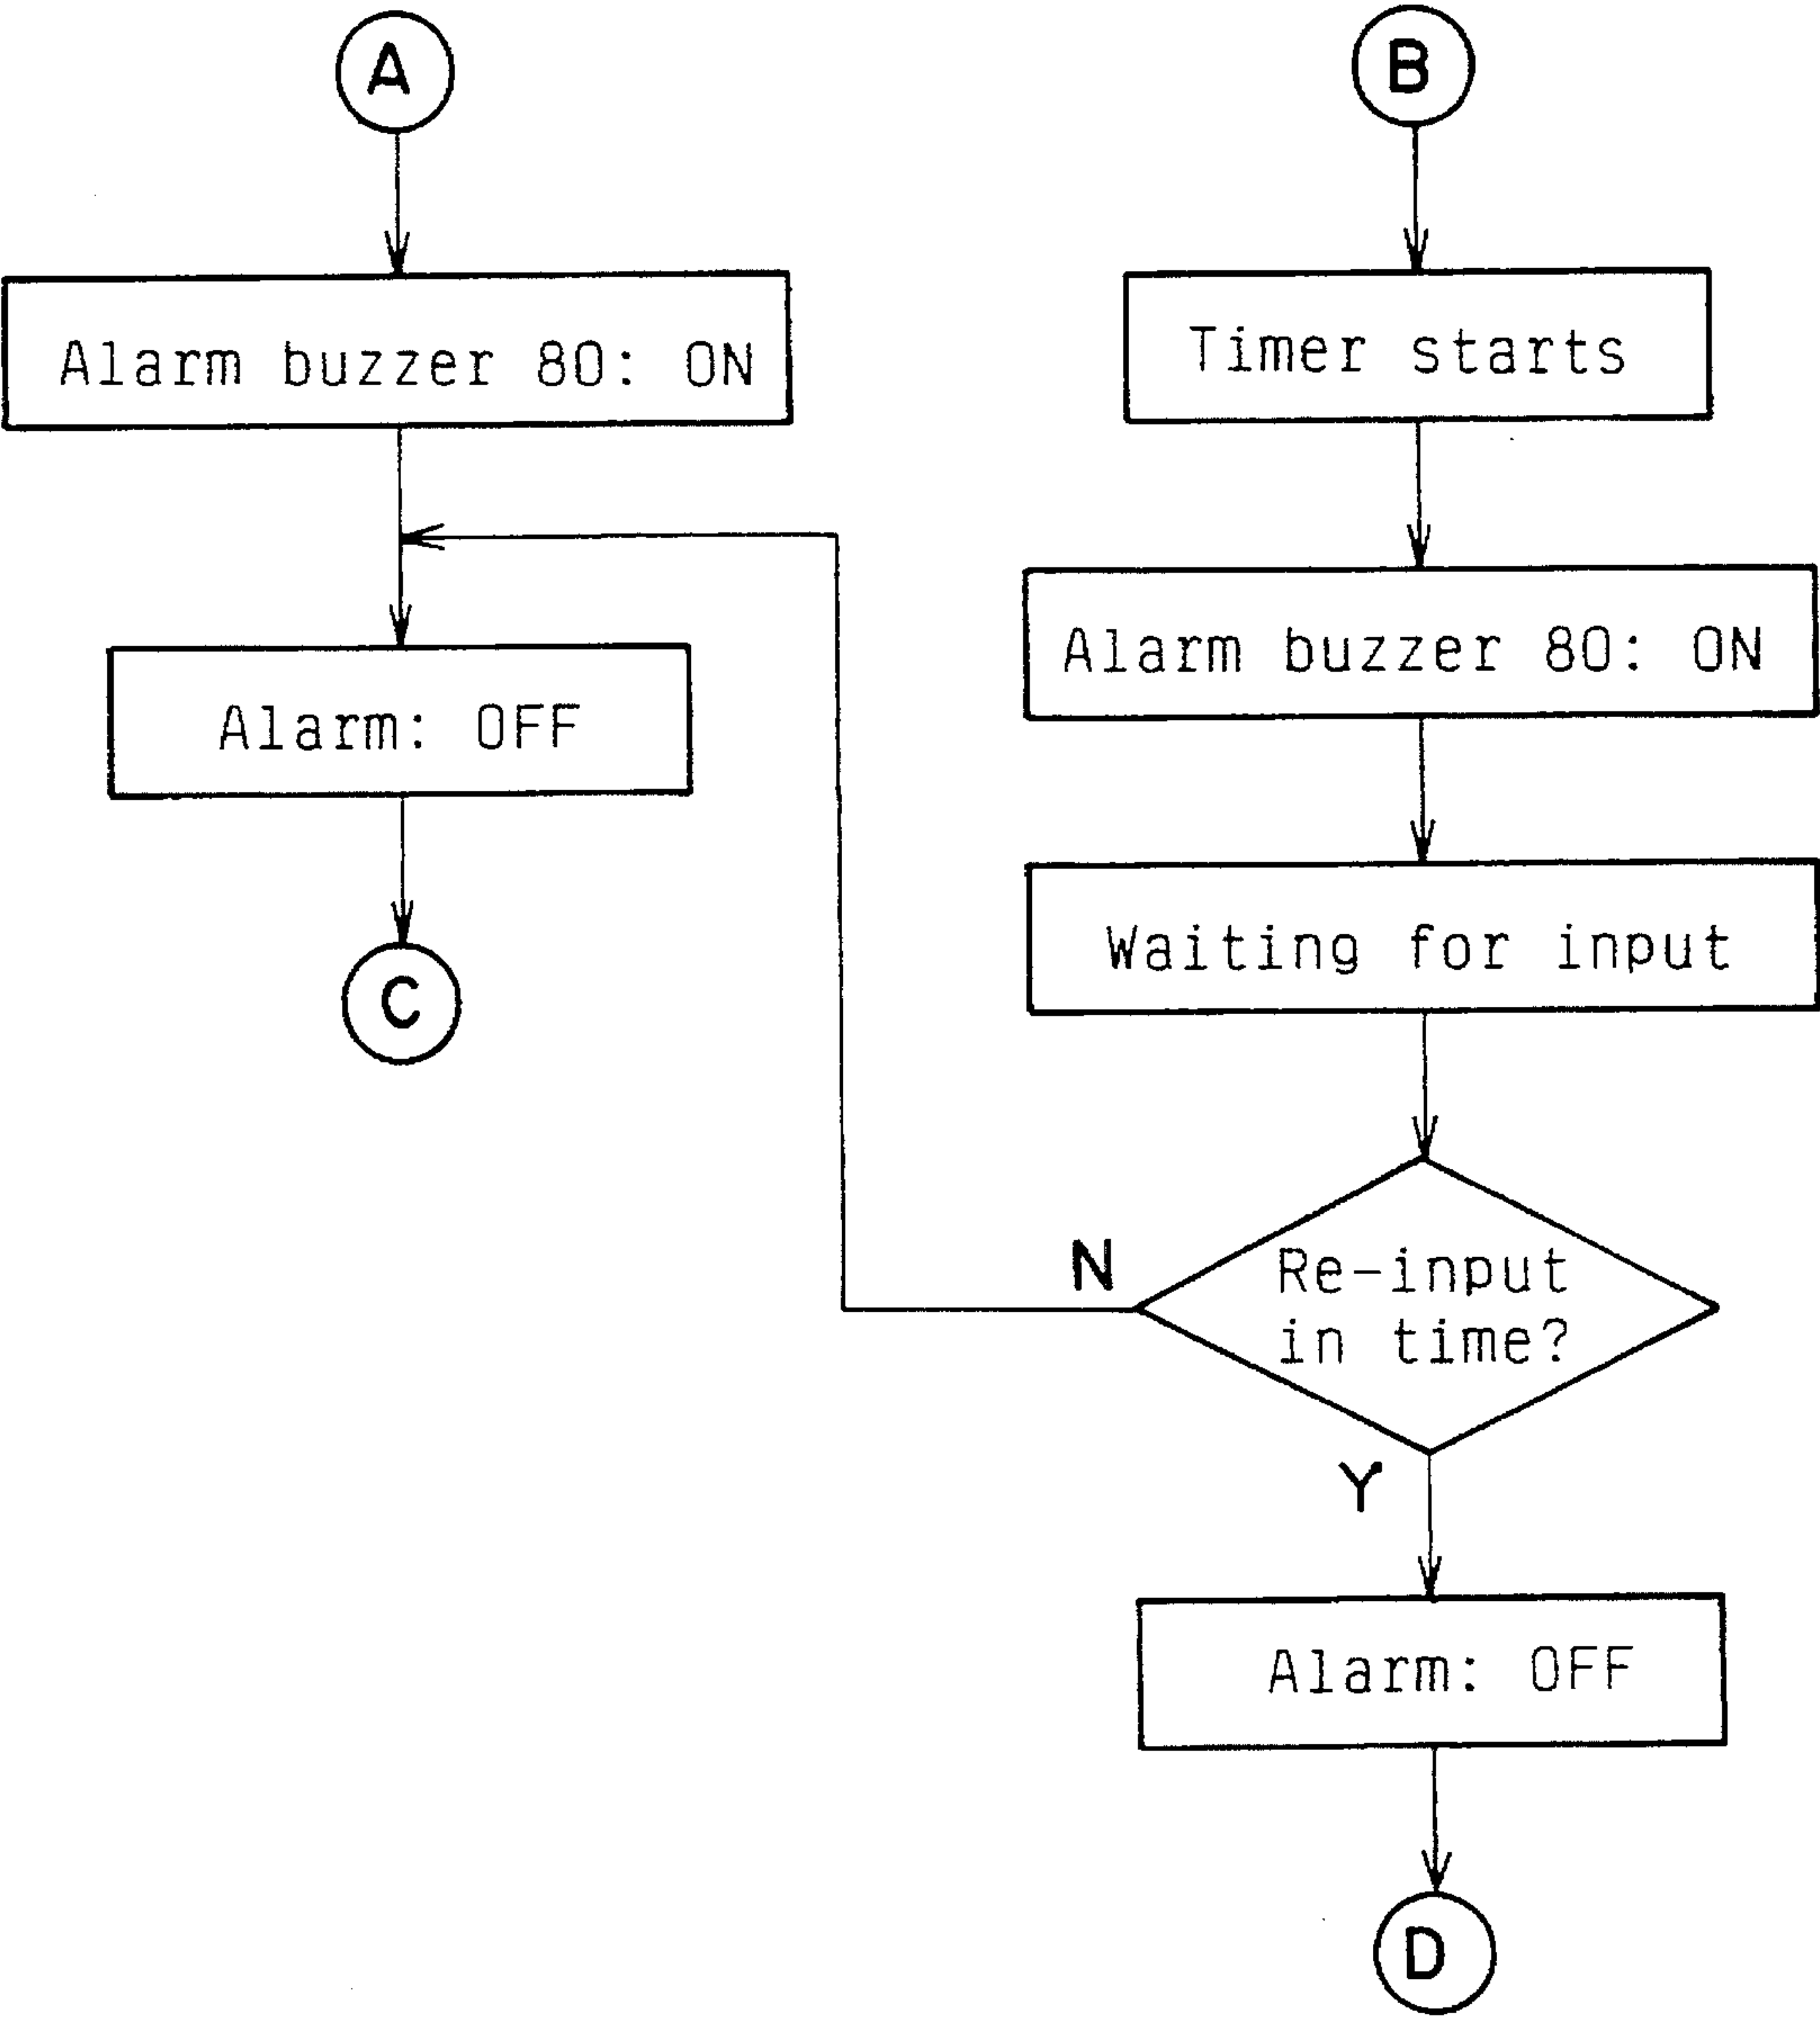 A
Alarm buzzer 80: ON
Alarm: OFF
C
B
Timer starts
Alarm buzzer 80: ON
Waiting for input
Re-input
in time?
N
Y
Alarm: OFF
D